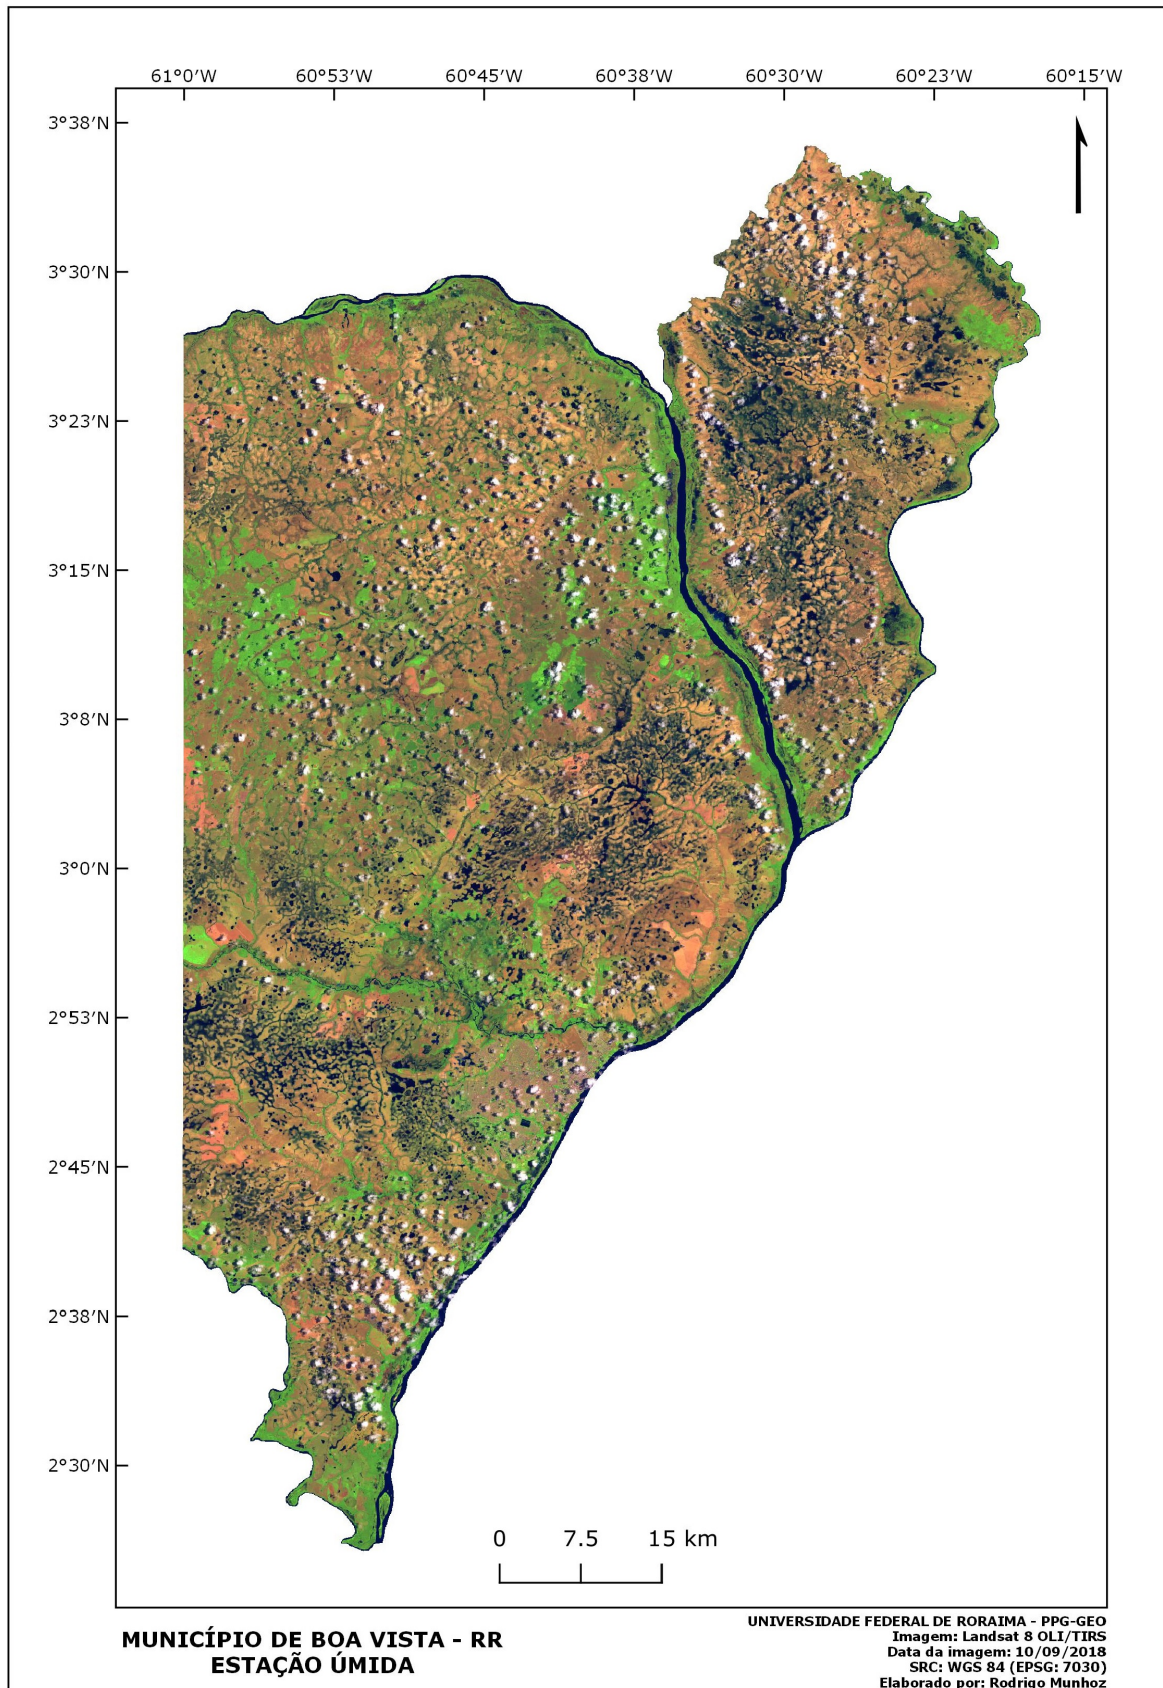 61°0’W 60°53’W 60°45’W 60°38’W 60°30’W 60°23’W 60°15’W
3°38’N
3°30’N
3°23’N
3°15’N
3°8’N
3°0’N
2°53’N
2°45’N
2°38’N
2°30’N
0 7.5 15 km
MUNICÍPIO DE BOA VISTA - RR
ESTAÇÃO ÚMIDA
UNIVERSIDADE FEDERAL DE RORAIMA - PPG-GEO
Imagem: Landsat 8 OLI/TIRS
Data da imagem: 10/09/2018
SRC: WGS 84 (EPSG: 7030)
Elaborado por: Rodrigo Munhoz